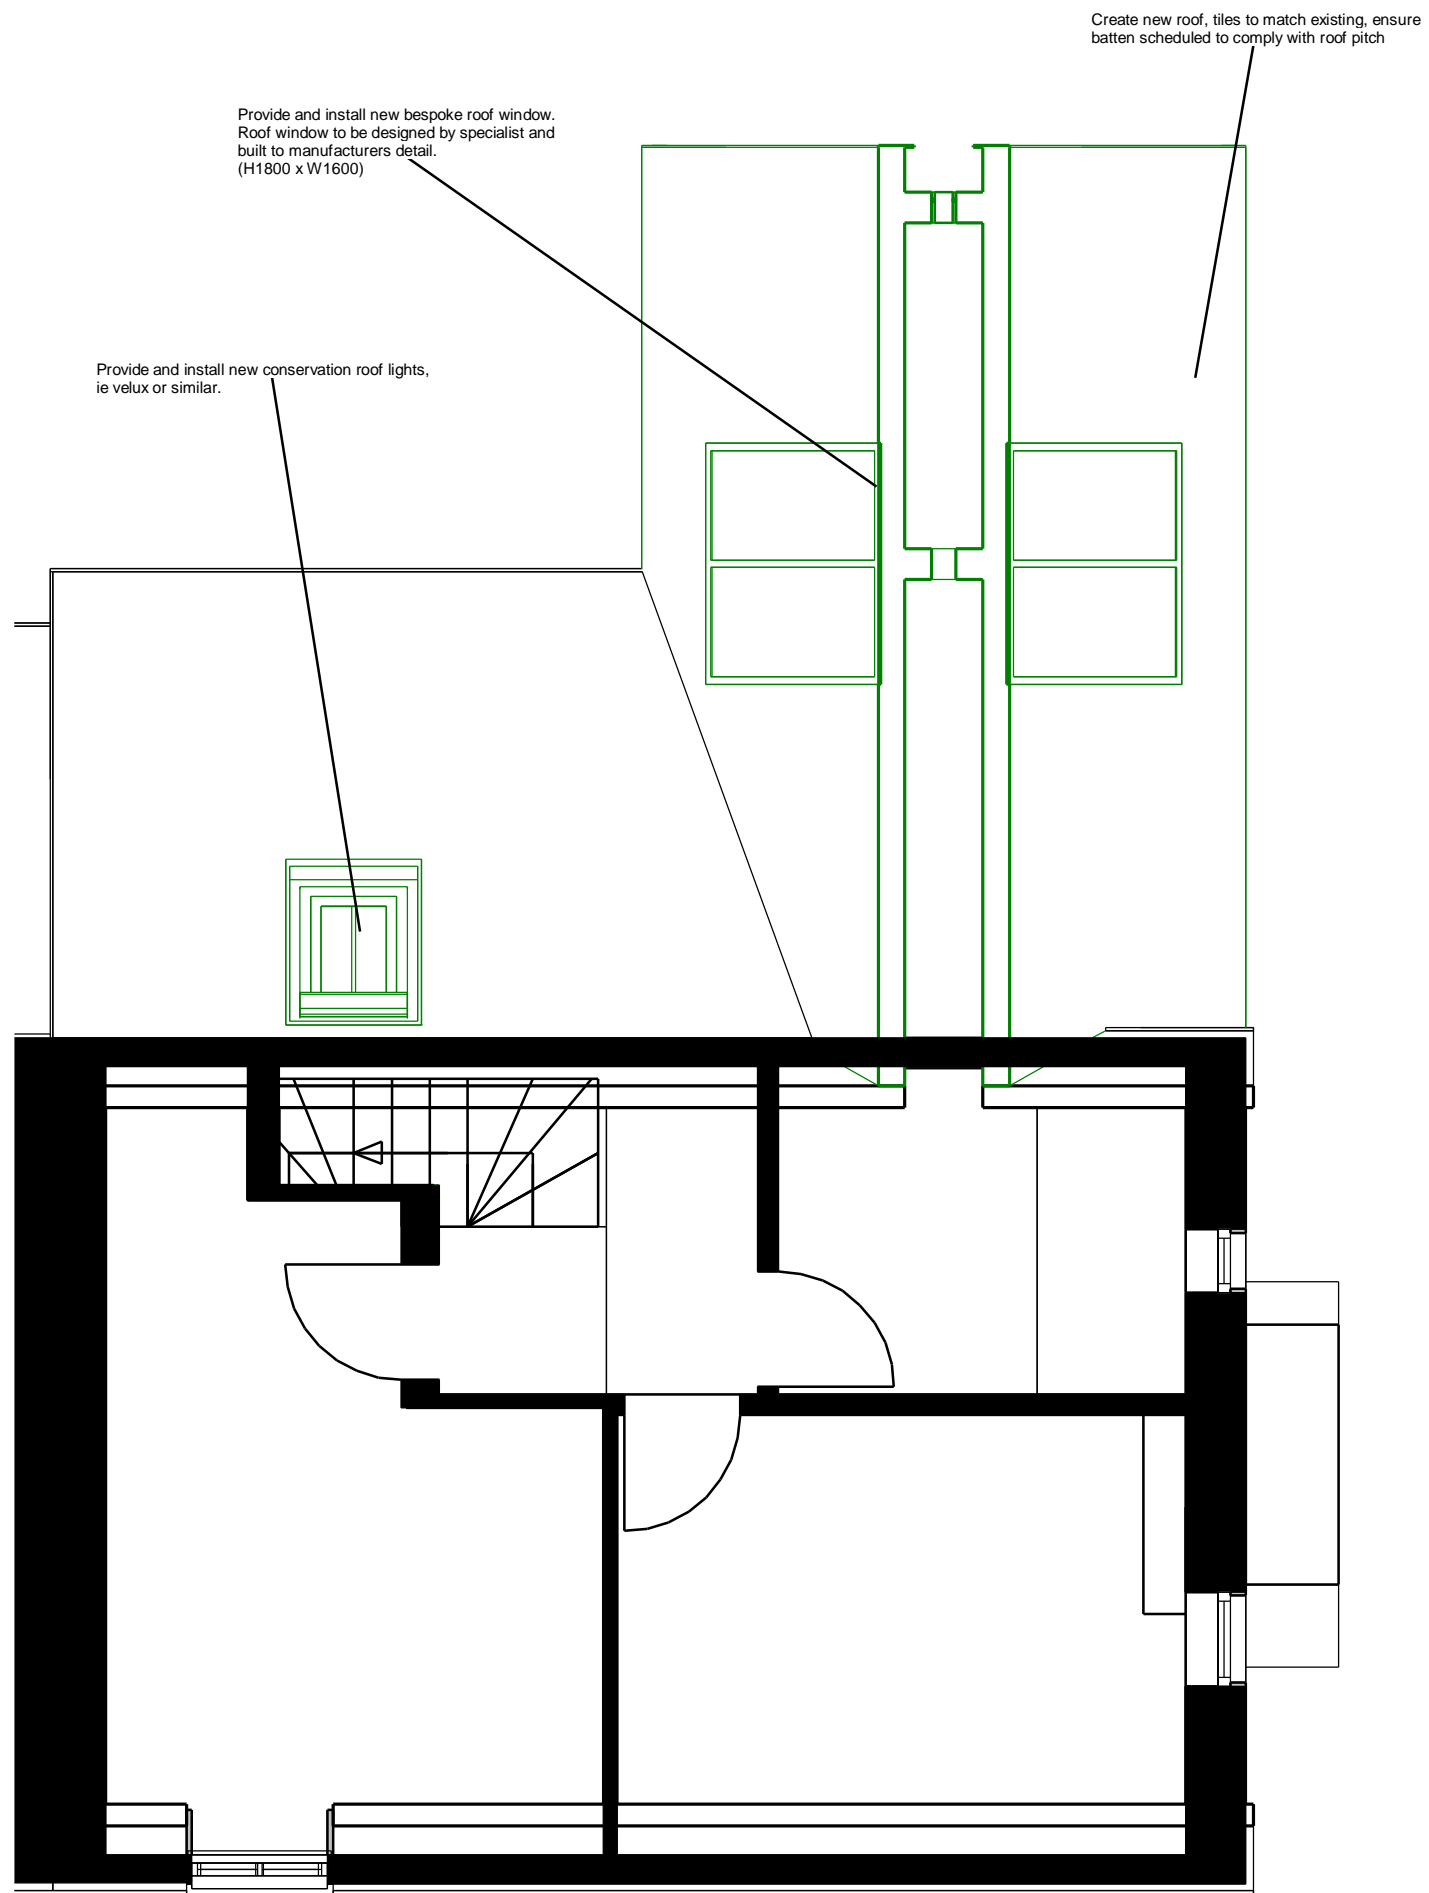 Create new roof, tiles to match existing, ensure
batten scheduled to comply with roof pitch
Provide and install new bespoke roof window.
Roof window to be designed by specialist and
built to manufacturers detail.
(H1800 x W1600)
Provide and install new conservation roof lights,
ie velux or similar.